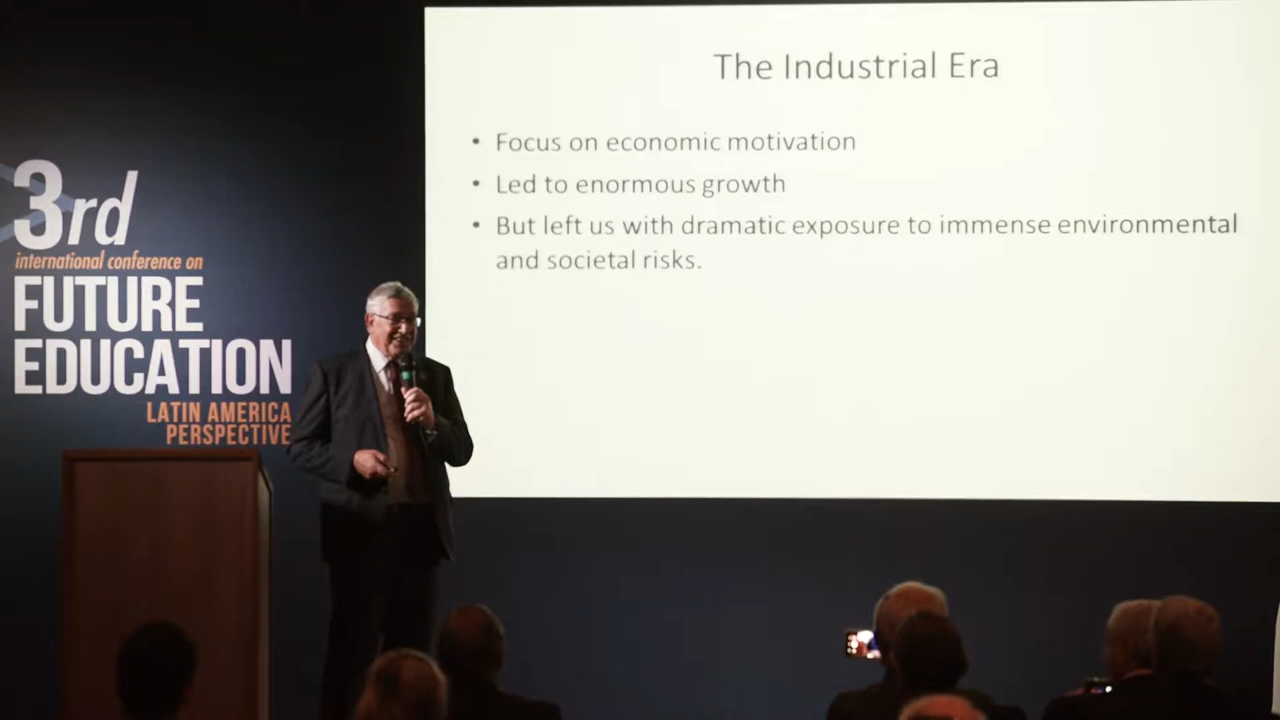 3rd
international conference on
FUTURE
EDUCATION
LATIN AMERICA
PERSPECTIVE
The Industrial Era
• Focus on economic motivation
• Led to enormous growth
• But left us with dramatic exposure to immense environmental
and societal risks.